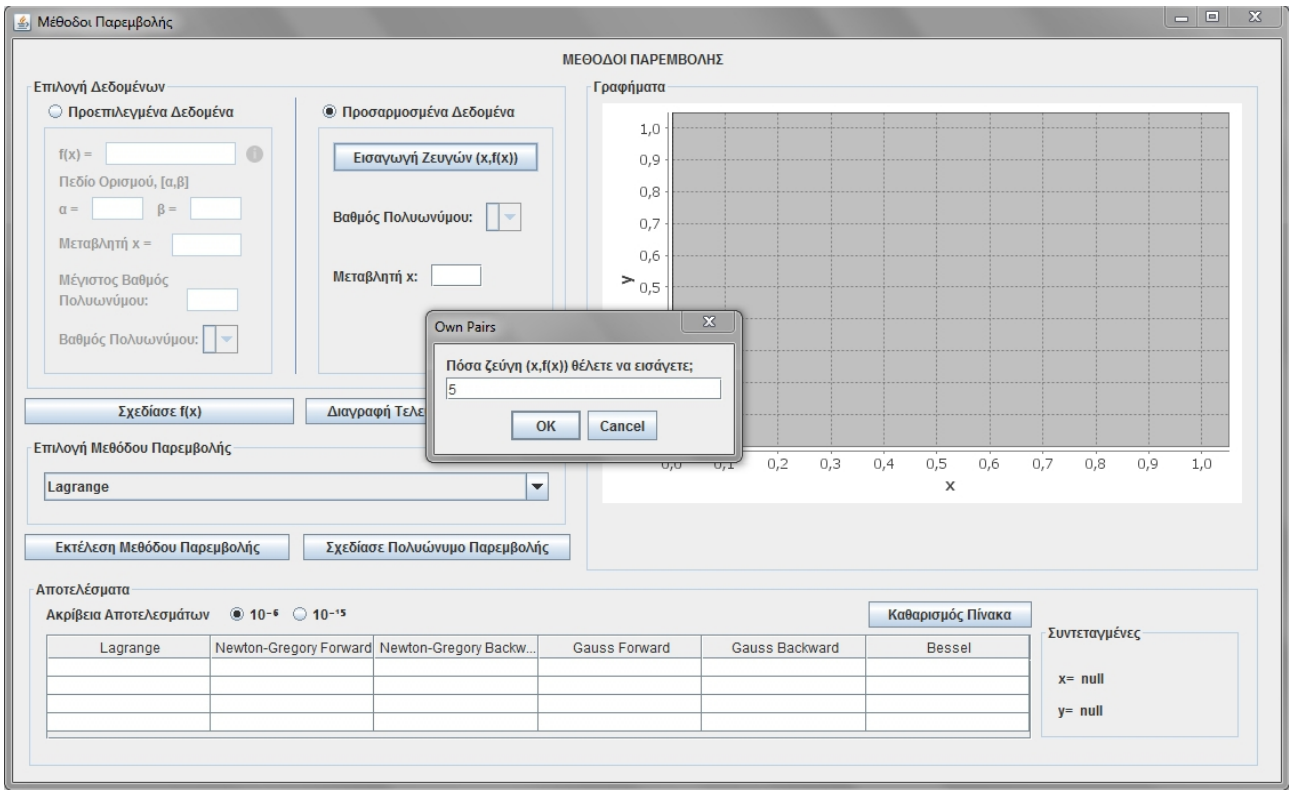 Μέθοδοι Παρεμβολής
ΜΕΘΟΔΟΙ ΠΑΡΕΜΒΟΛΗΣ
Επιλογή Δεδομένων
Προεπιλεγμένα Δεδομένα
f(x) =
i
Πεδίο Ορισμού, [α,β]
α =
β =
Μεταβλητή x =
Μέγιστος Βαθμός
Πολυωνύμου:
Βαθμός Πολυωνύμου:
Προσαρμοσμένα Δεδομένα
Εισαγωγή Ζευγών (x,f(x))
Βαθμός Πολυωνύμου:
Μεταβλητή x:
Σχεδίασε f(x)
Διαγραφή
Γραφήματα
1,0
0,9
0,8
0,7
0,6
0,5
y
0,0 0,1 0,2 0,3 0,4 0,5 0,6 0,7 0,8 0,9 1,0
x
Own Pairs
Πόσα ζεύγη (x,f(x)) θέλετε να εισάγετε;
5
OK
Cancel
Επιλογή Μεθόδου Παρεμβολής
Lagrange
Εκτέλεση Μεθόδου Παρεμβολής
Σχεδίασε Πολυώνυμο Παρεμβολής
Αποτελέσματα
Ακρίβεια Αποτελεσμάτων 10⁻⁶ 10⁻¹⁵
Καθαρισμός Πίνακα
Lagrange Newton-Gregory Forward Newton-Gregory Backw... Gauss Forward Gauss Backward Bessel
Συντεταγμένες
x= null
y= null